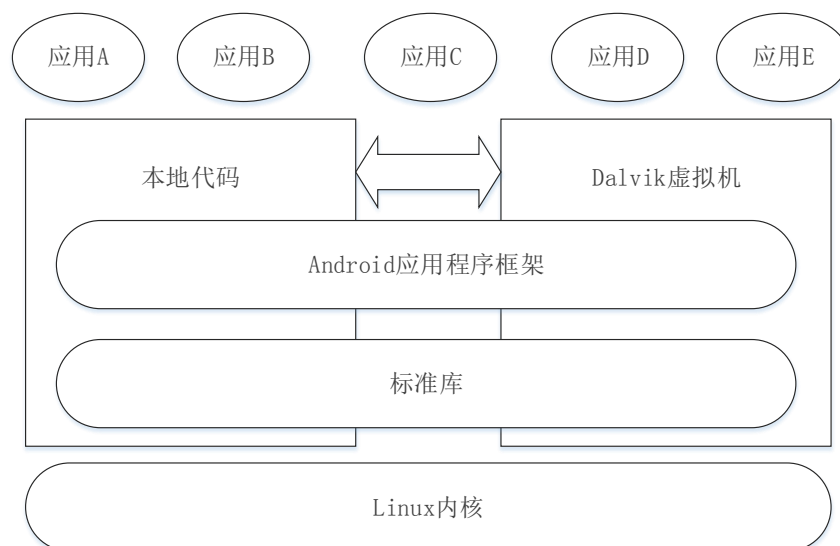 应用A
应用B
应用C
应用D
应用E
本地代码
Dalvik虚拟机
Android应用程序框架
标准库
Linux内核